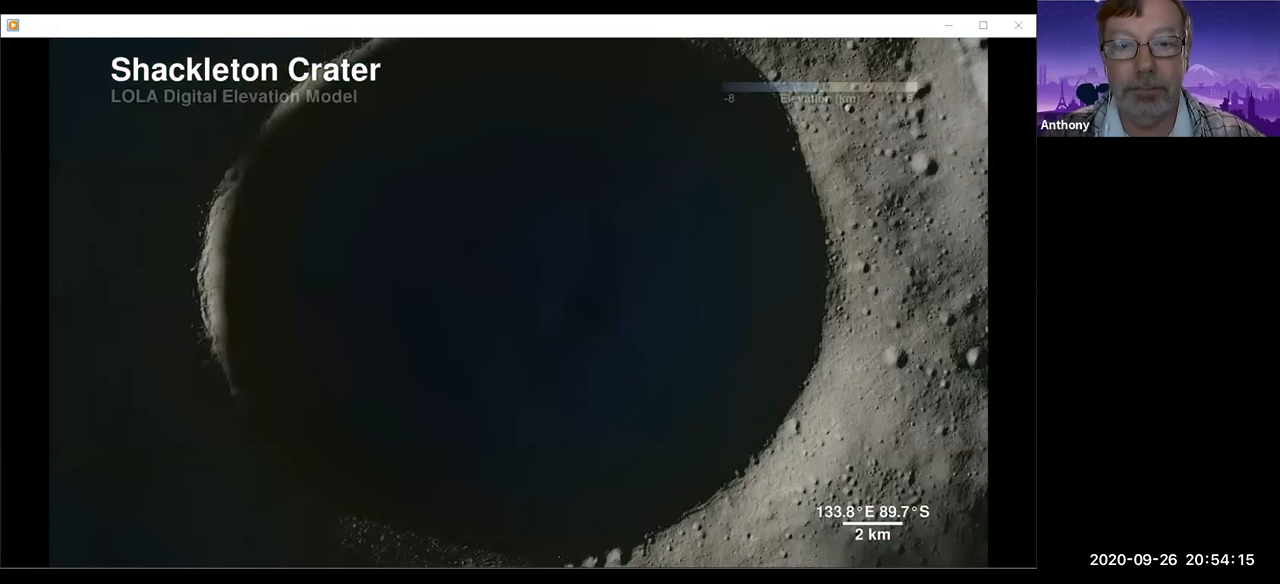 Shackleton Crater
LOLA Digital Elevation Model
-8 Elevation (km) 8
Anthony
133.8°E 89.7°S
2 km
2020-09-26 20:54:15